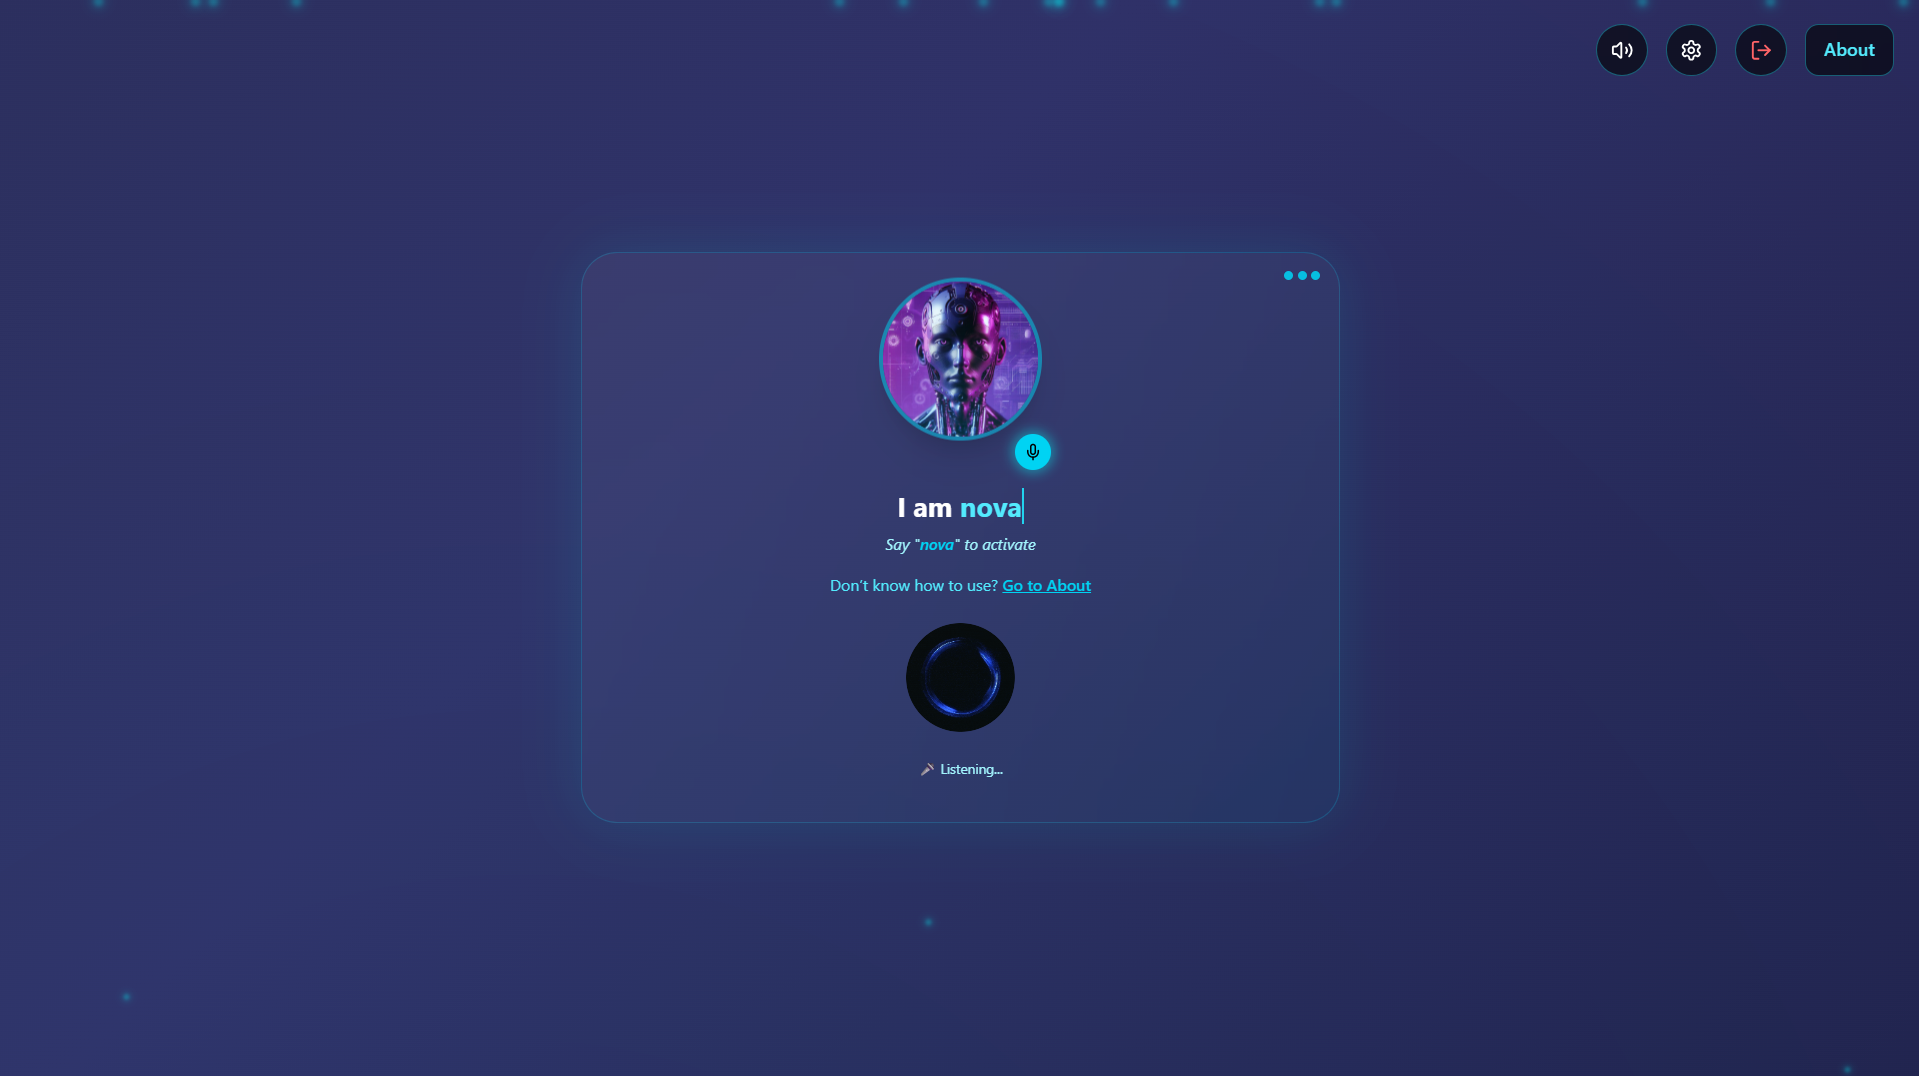 About
I am nova
Say "nova" to activate
Don't know how to use? Go to About
🎤 Listening...